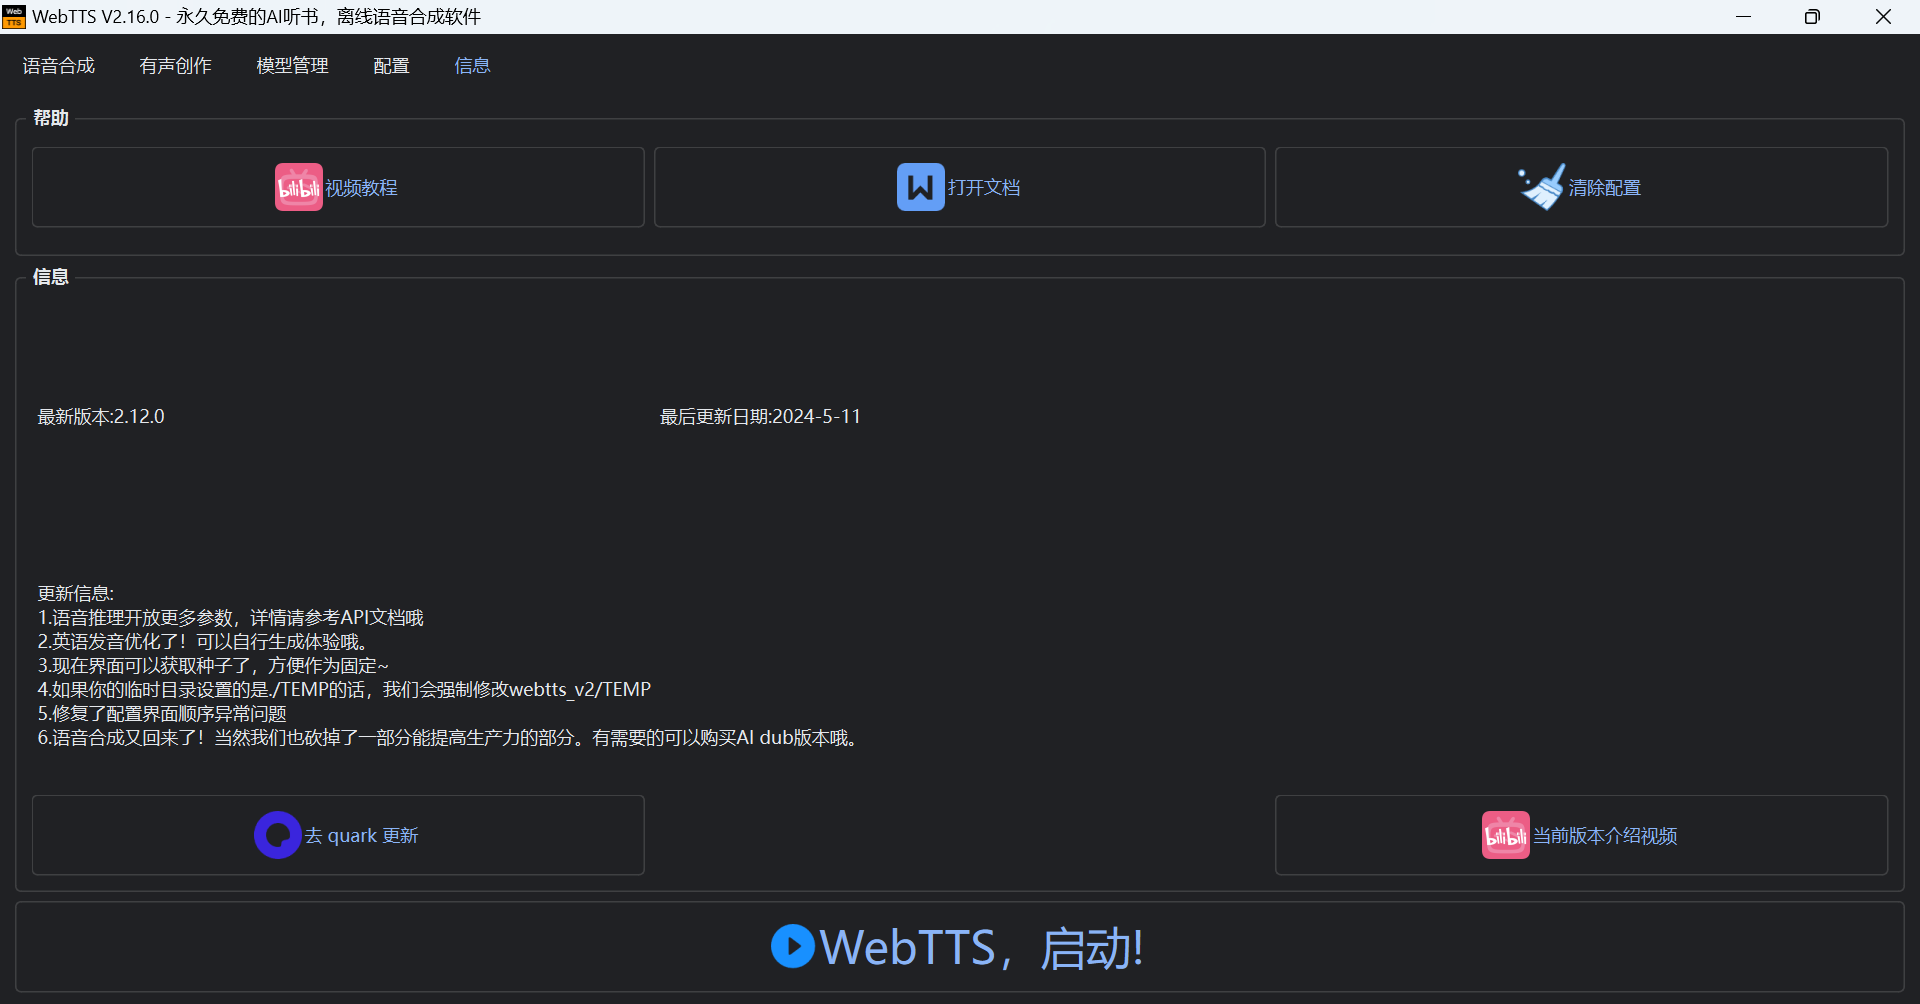 Web TTS WebTTS V2.16.0 - 永久免费的AI听书，离线语音合成软件
语音合成 有声创作 模型管理 配置 信息
帮助
bilibili 视频教程 W 打开文档 清除配置
信息
最新版本:2.12.0 最后更新日期:2024-5-11
更新信息:
1.语音推理开放更多参数，详情请参考API文档哦
2.英语发音优化了！可以自行生成体验哦。
3.现在界面可以获取种子了，方便作为固定~
4.如果你的临时目录设置的是./TEMP的话，我们会强制修改webtts_v2/TEMP
5.修复了配置界面顺序异常问题
6.语音合成又回来了！当然我们也砍掉了一部分能提高生产力的部分。有需要的可以购买AI dub版本哦。
去 quark 更新 bilibili 当前版本介绍视频
WebTTS，启动!